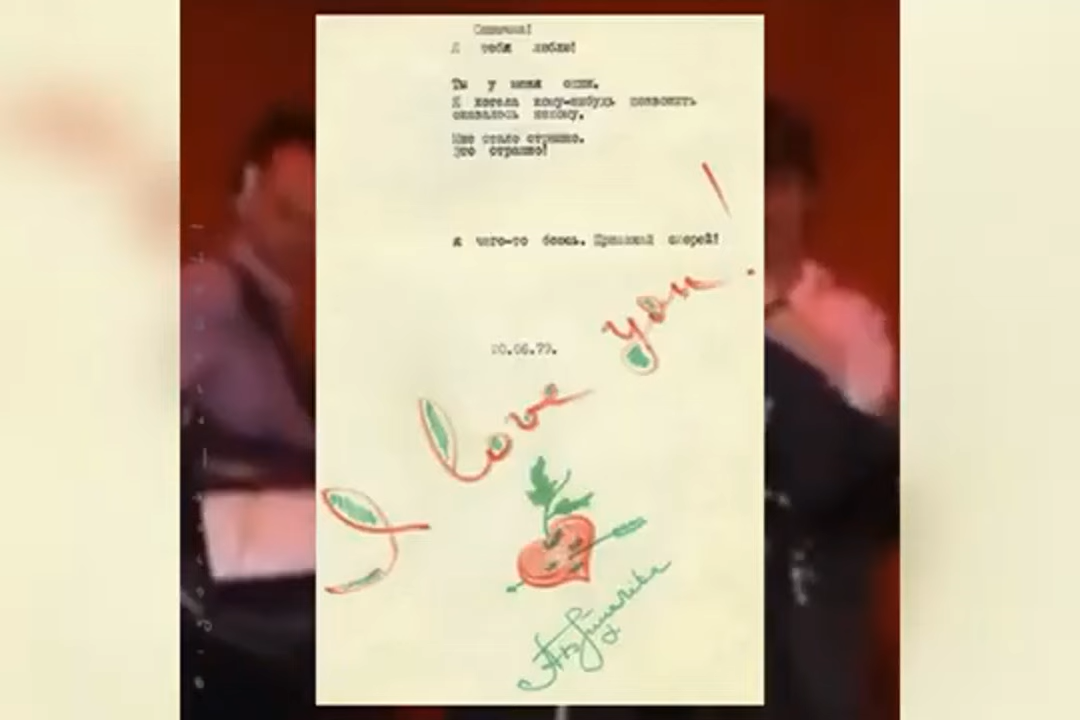 Солнышко!
Я тебя люблю!
Ты у меня один.
Я хотела кому-нибудь позвонить
оказалось некому.
Мне стало страшно.
Это страшно!
Я чего-то боюсь. Приезжай скорей!
20.06.79.
I love you!